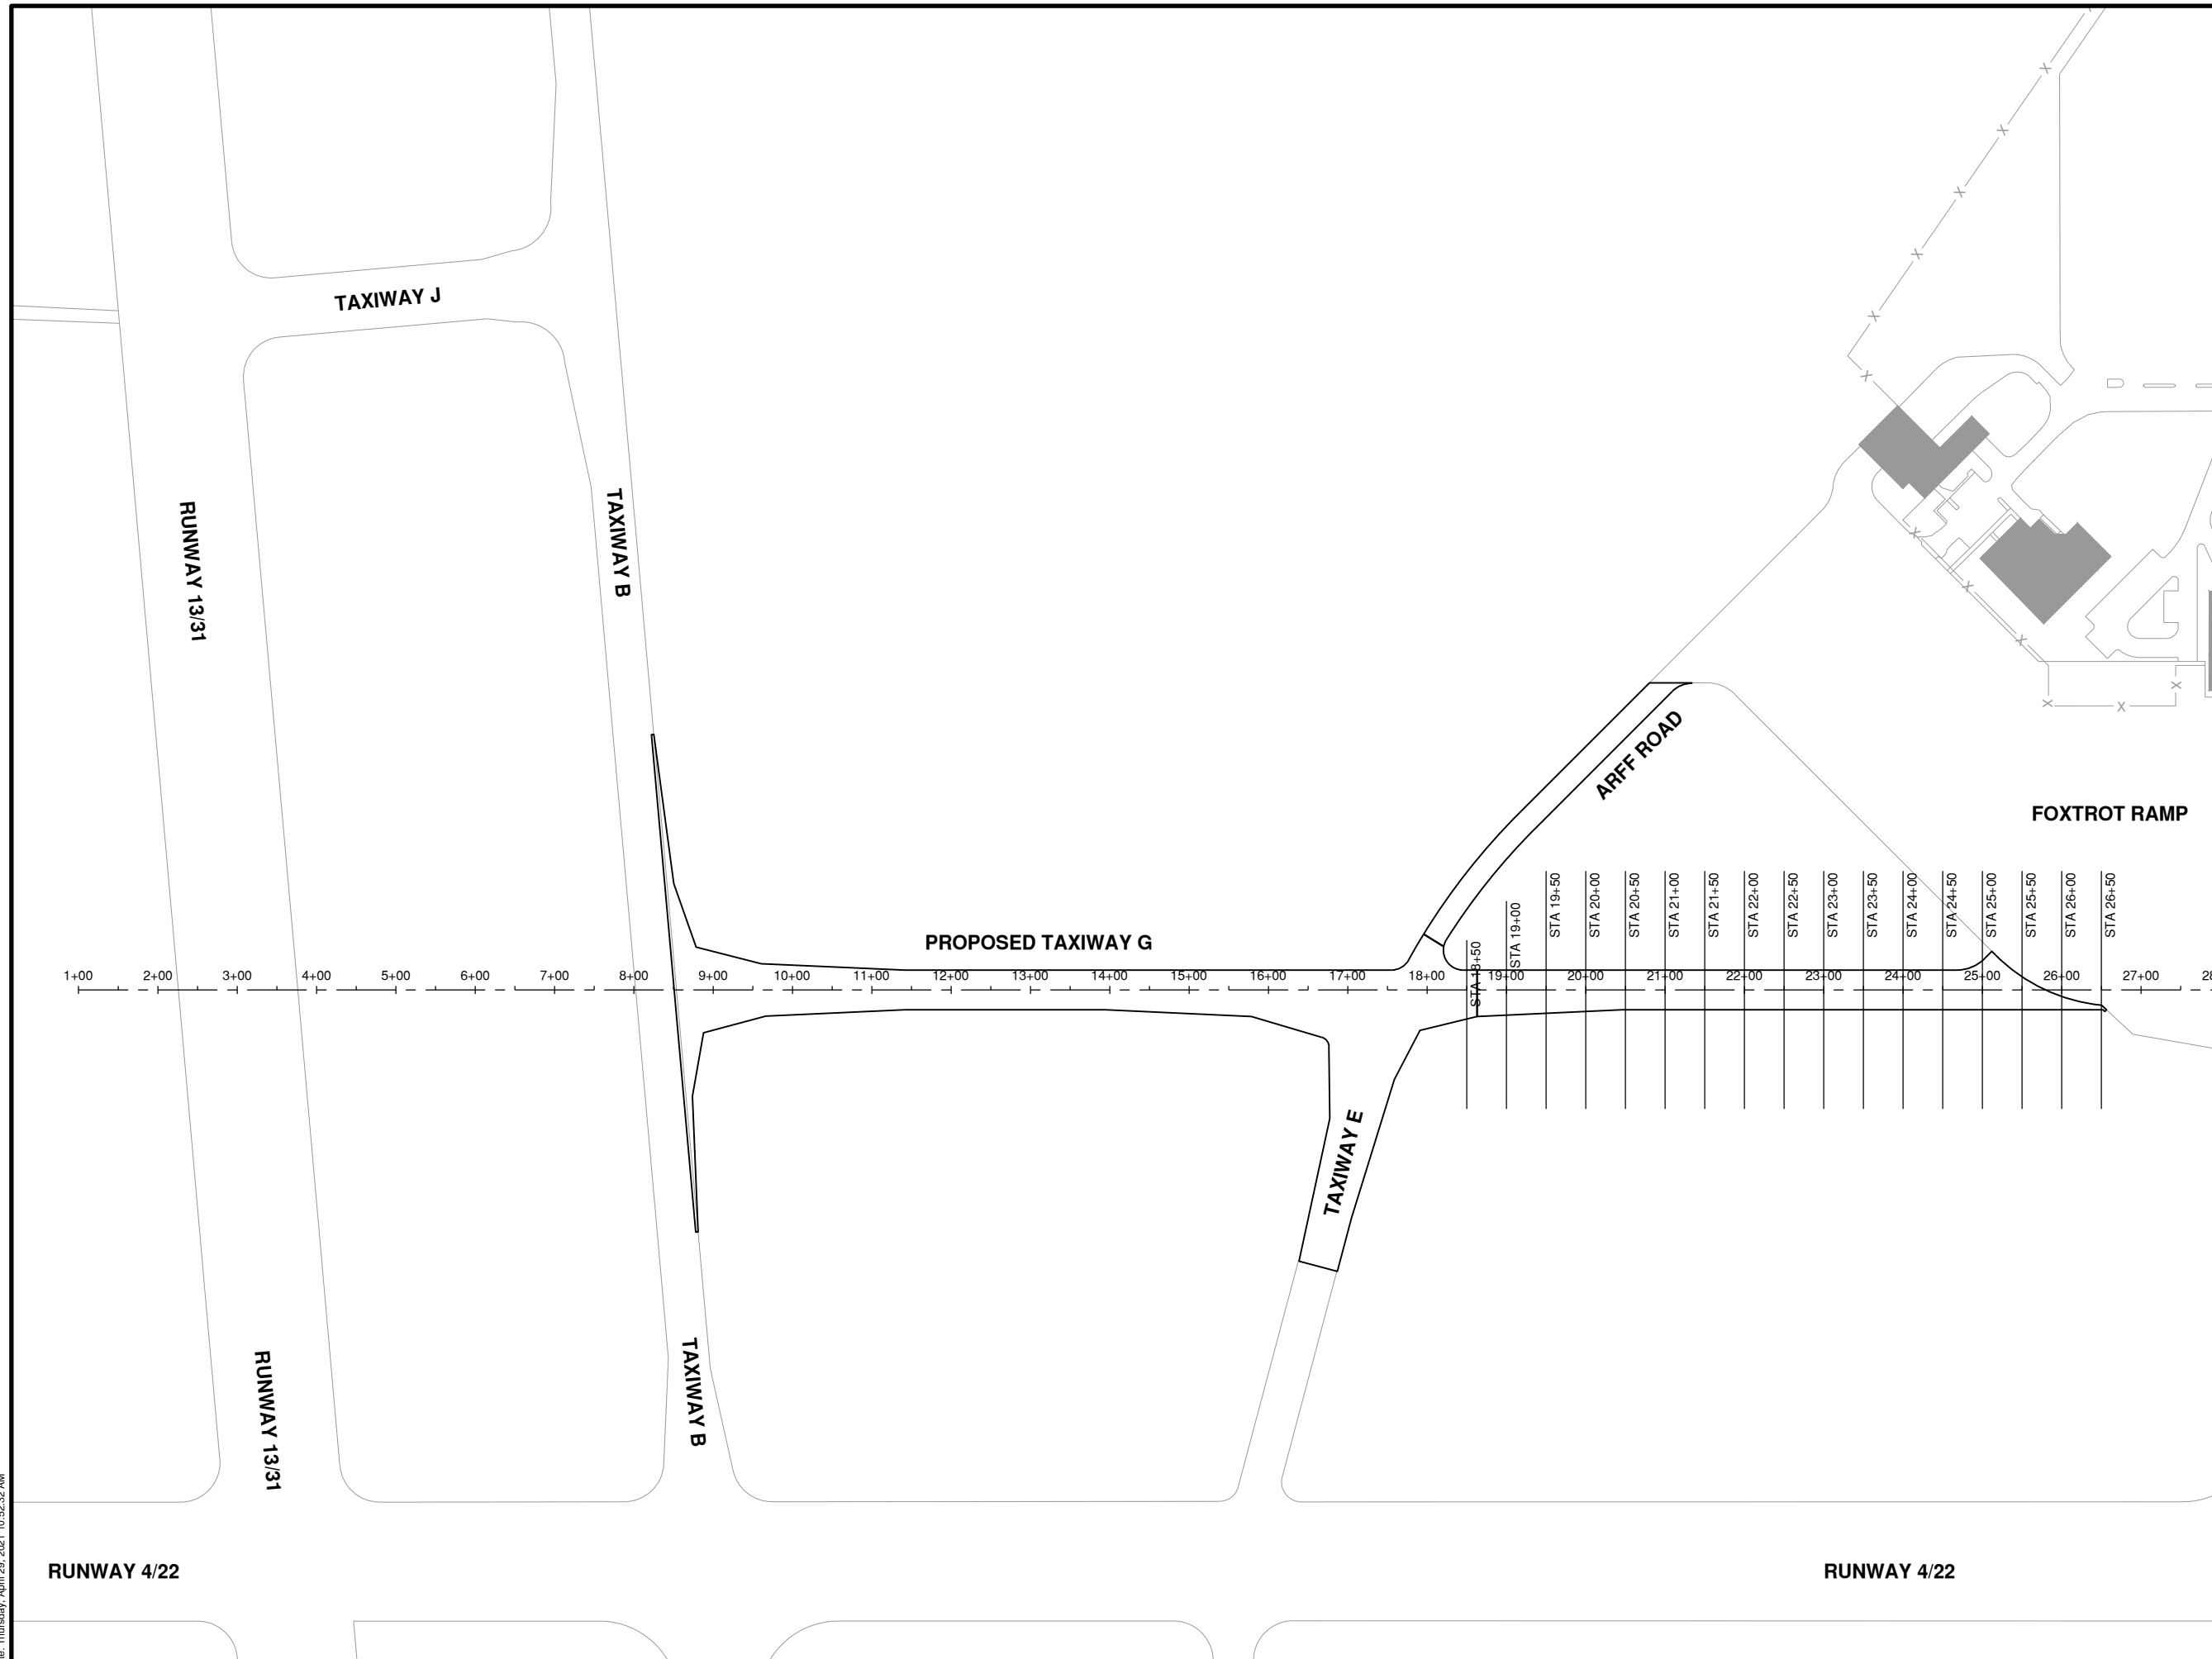 TAXIWAY J
RUNWAY 13/31
TAXIWAY B
ARFF ROAD
FOXTROT RAMP
PROPOSED TAXIWAY G
STA 18+50
STA 19+00
STA 19+50
STA 20+00
STA 20+50
STA 21+00
STA 21+50
STA 22+00
STA 22+50
STA 23+00
STA 23+50
STA 24+00
STA 24+50
STA 25+00
STA 25+50
STA 26+00
STA 26+50
1+00 2+00 3+00 4+00 5+00 6+00 7+00 8+00 9+00 10+00 11+00 12+00 13+00 14+00 15+00 16+00 17+00 18+00 19+00 20+00 21+00 22+00 23+00 24+00 25+00 26+00 27+00
TAXIWAY E
RUNWAY 13/31
TAXIWAY B
RUNWAY 4/22
RUNWAY 4/22